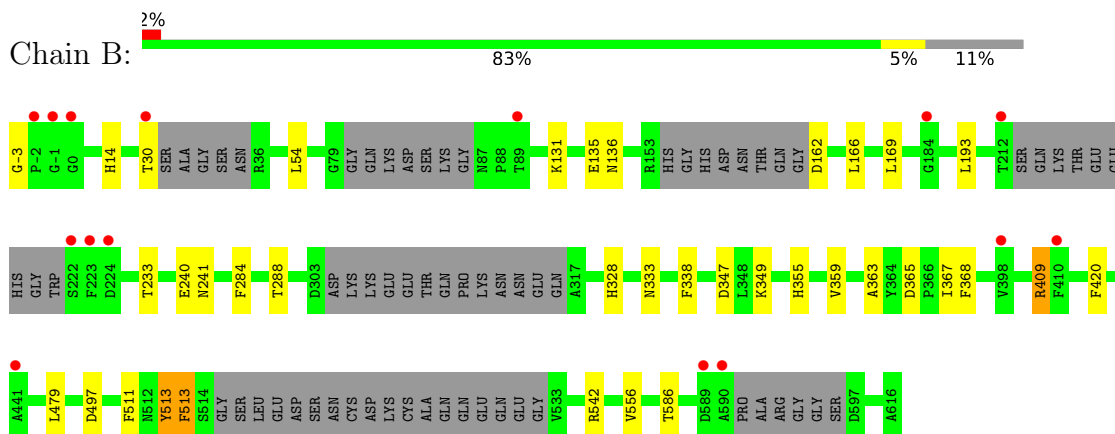 2%
Chain B:
83% 5% 11%
G-3 P-2 G-1 G0 H14 T30 SER ALA GLY SER ASN R36 L54 G79 GLY GLN LYS ASP SER LYS GLY N87 P88 T89 K131 E135 N136 R153 HIS GLY HIS ASP ASN THR GLN GLY D162 L166 L169 G184 L193 T212 SER GLN LYS THR GLU GLU
HIS GLY TRP S222 F223 D224 T233 E240 N241 F284 T288 D303 ASP LYS LYS GLU GLU THR GLN PRO LYS ASN ASN GLU GLU GLN A317 H328 N333 F338 D347 L348 K349 H355 V359 A363 Y364 D365 P366 I367 F368 V398 R409 F410 F420
A441 L479 D497 F511 N512 Y513 F513 S514 GLY SER LEU GLU ASP SER ASN CYS ASP LYS CYS ALA GLN GLN GLU GLN GLU GLY V533 R542 V556 T586 D589 A590 PRO ALA ARG GLY GLY SER D597 A616